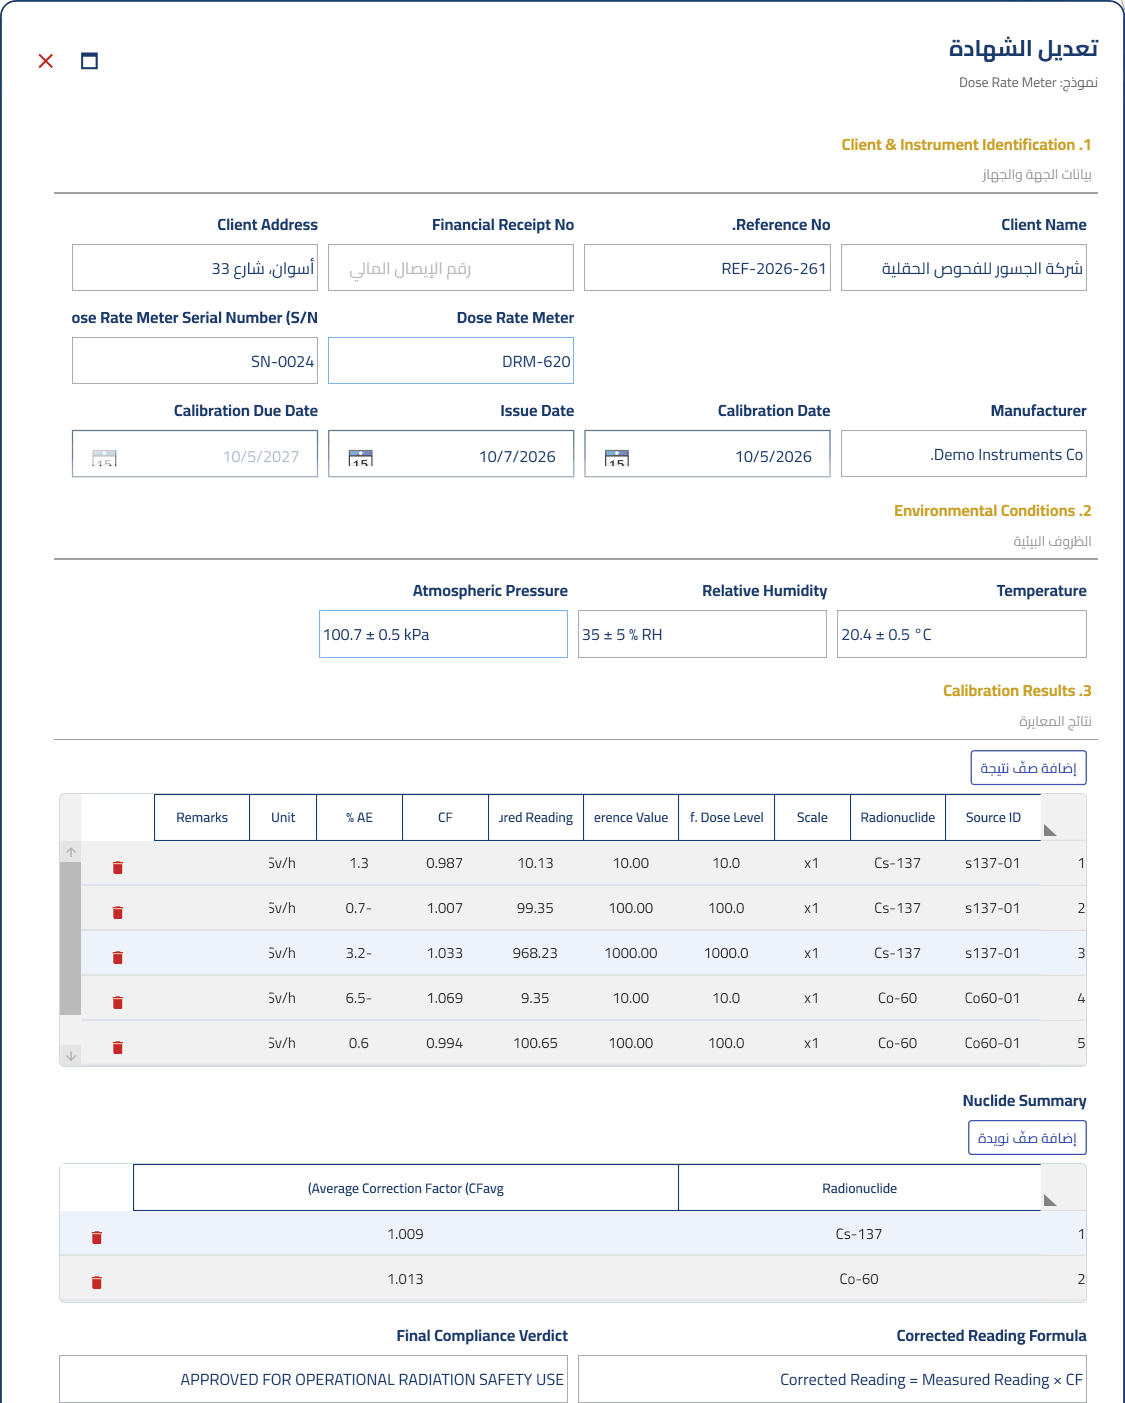 تعديل الشهادة
نموذج: Dose Rate Meter
1. Client & Instrument Identification
بيانات الجهة والجهاز
Client Name
Reference No.
Financial Receipt No
Client Address
شركة الجسور للفحوص الحقلية
REF-2026-261
رقم الإيصال المالي
أسوان، شارع 33
Dose Rate Meter
ose Rate Meter Serial Number (S/N
DRM-620
SN-0024
Manufacturer
Calibration Date
Issue Date
Calibration Due Date
Demo Instruments Co.
10/5/2026
10/7/2026
10/5/2027
2. Environmental Conditions
الظروف البيئية
Temperature
Relative Humidity
Atmospheric Pressure
20.4 ± 0.5 °C
35 ± 5 % RH
100.7 ± 0.5 kPa
3. Calibration Results
نتائج المعايرة
إضافة صفّ نتيجة
Source ID Radionuclide Scale f. Dose Level erence Value ured Reading CF % AE Unit Remarks
1 s137-01 Cs-137 x1 10.0 10.00 10.13 0.987 1.3 Sv/h
2 s137-01 Cs-137 x1 100.0 100.00 99.35 1.007 0.7- Sv/h
3 s137-01 Cs-137 x1 1000.0 1000.00 968.23 1.033 3.2- Sv/h
4 Co60-01 Co-60 x1 10.0 10.00 9.35 1.069 6.5- Sv/h
5 Co60-01 Co-60 x1 100.0 100.00 100.65 0.994 0.6 Sv/h
Nuclide Summary
إضافة صفّ نويدة
Radionuclide (Average Correction Factor (CFavg
1 Cs-137 1.009
2 Co-60 1.013
Corrected Reading Formula
Final Compliance Verdict
Corrected Reading = Measured Reading × CF
APPROVED FOR OPERATIONAL RADIATION SAFETY USE